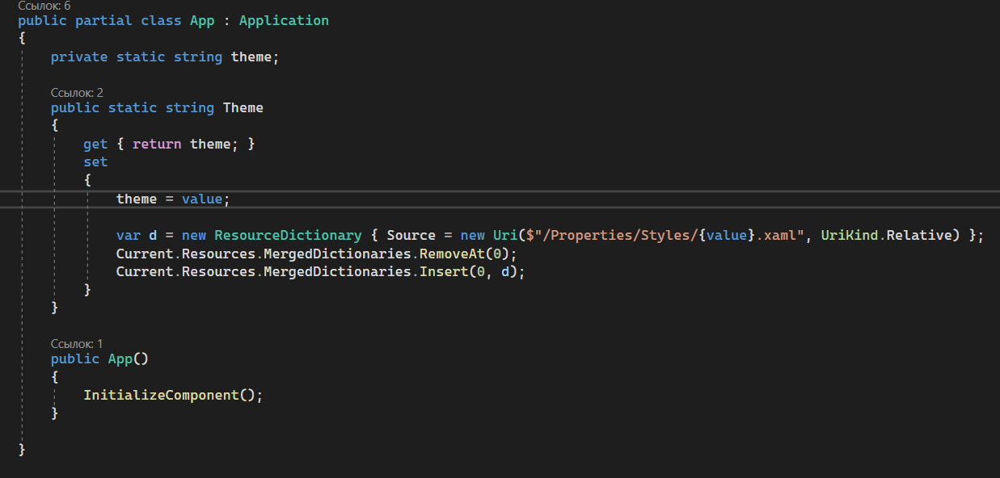 Ссылок: 6
public partial class App : Application
{
private static string theme;
Ссылок: 2
public static string Theme
{
get { return theme; }
set
{
theme = value;
var d = new ResourceDictionary { Source = new Uri($"/Properties/Styles/{value}.xaml", UriKind.Relative) };
Current.Resources.MergedDictionaries.RemoveAt(0);
Current.Resources.MergedDictionaries.Insert(0, d);
}
}
Ссылок: 1
public App()
{
InitializeComponent();
}
}